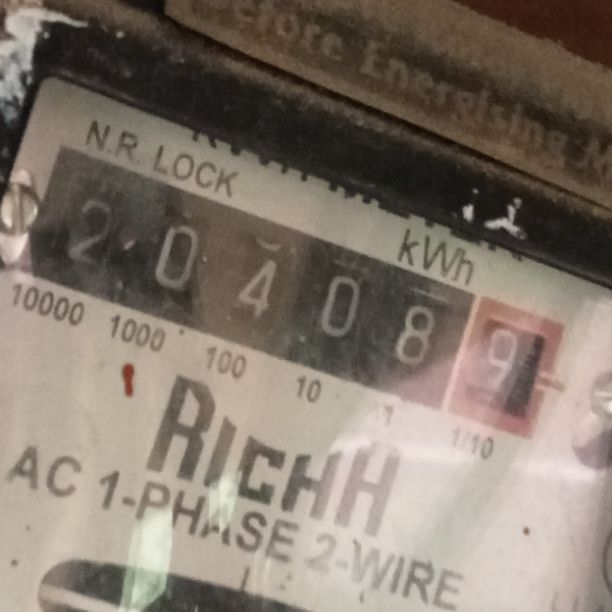 Before Energising
N.R. LOCK
kWh
2 0 4 0 8 9
10000 1000 100 10 1 1/10
RICHH
AC 1-PHASE 2-WIRE